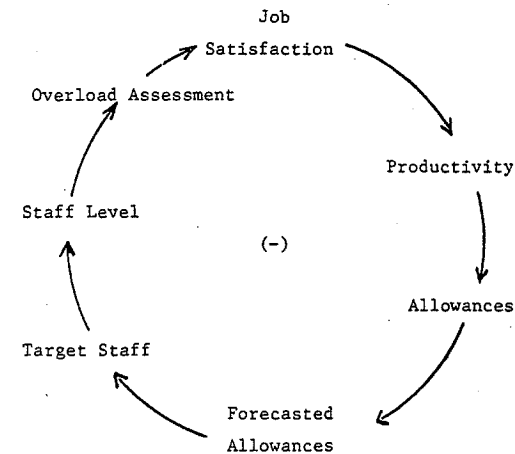 Job
Satisfaction
Overload Assessment
Productivity
Staff Level
(-)
Allowances
Target Staff
Forecasted
Allowances